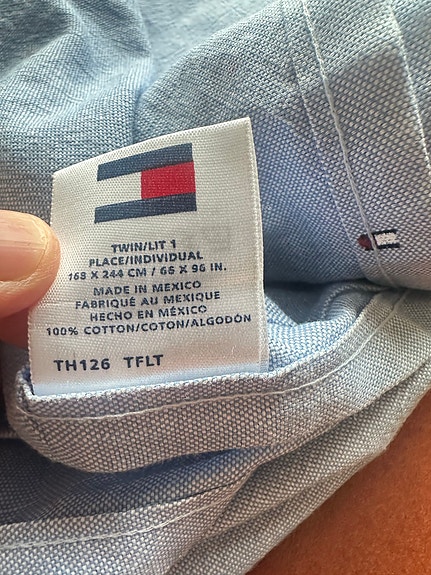 TWIN/LIT 1
PLACE/INDIVIDUAL
168 X 244 CM / 66 X 96 IN.
MADE IN MEXICO
FABRIQUÉ AU MEXIQUE
HECHO EN MÉXICO
100% COTTON/COTON/ALGODÓN
TH126 TFLT